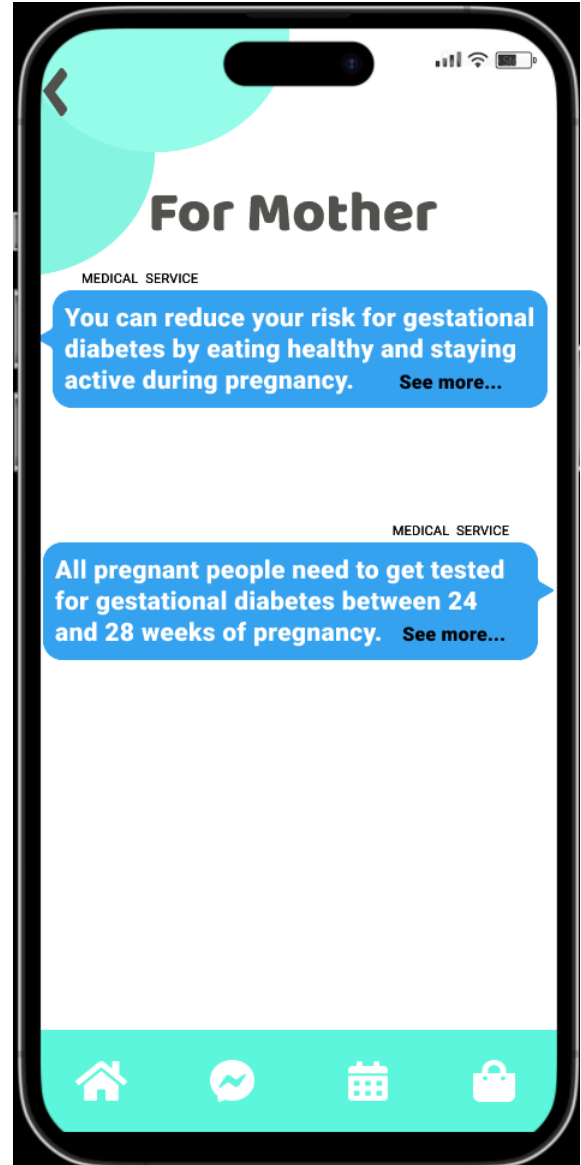 For Mother
MEDICAL SERVICE
You can reduce your risk for gestational
diabetes by eating healthy and staying
active during pregnancy. See more...
MEDICAL SERVICE
All pregnant people need to get tested
for gestational diabetes between 24
and 28 weeks of pregnancy. See more...